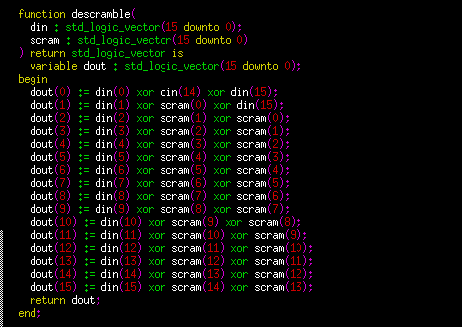 function descramble(
din : std_logic_vector(15 downto 0);
scram : std_logic_vector(15 downto 0)
) return std_logic_vector is
variable dout : std_logic_vector(15 downto 0);
begin
dout(0) := din(0) xor cin(14) xor din(15);
dout(1) := din(1) xor scram(0) xor din(15);
dout(2) := din(2) xor scram(1) xor scram(0);
dout(3) := din(3) xor scram(2) xor scram(1);
dout(4) := din(4) xor scram(3) xor scram(2);
dout(5) := din(5) xor scram(4) xor scram(3);
dout(6) := din(6) xor scram(5) xor scram(4);
dout(7) := din(7) xor scram(6) xor scram(5);
dout(8) := din(8) xor scram(7) xor scram(6);
dout(9) := din(9) xor scram(8) xor scram(7);
dout(10) := din(10) xor scram(9) xor scram(8);
dout(11) := din(11) xor scram(10) xor scram(9);
dout(12) := din(12) xor scram(11) xor scram(10);
dout(13) := din(13) xor scram(12) xor scram(11);
dout(14) := din(14) xor scram(13) xor scram(12);
dout(15) := din(15) xor scram(14) xor scram(13);
return dout;
end;